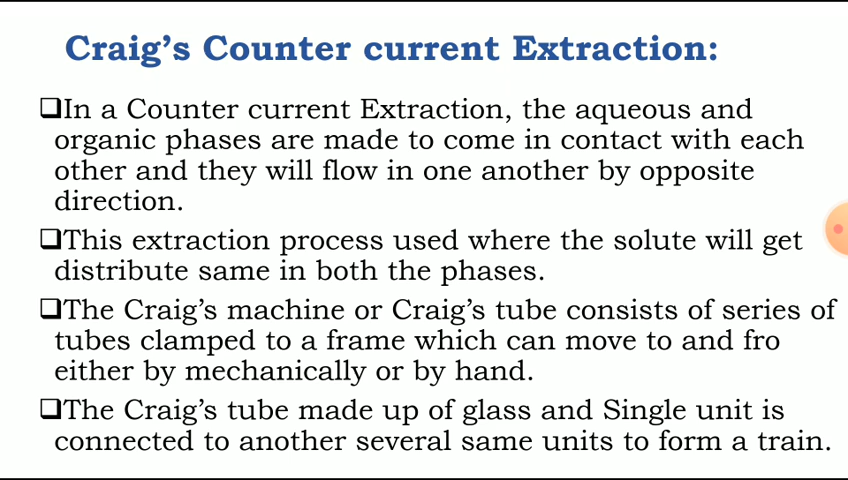 Craig's Counter current Extraction:
❑In a Counter current Extraction, the aqueous and
organic phases are made to come in contact with each
other and they will flow in one another by opposite
direction.
❑This extraction process used where the solute will get
distribute same in both the phases.
❑The Craig's machine or Craig's tube consists of series of
tubes clamped to a frame which can move to and fro
either by mechanically or by hand.
❑The Craig's tube made up of glass and Single unit is
connected to another several same units to form a train.